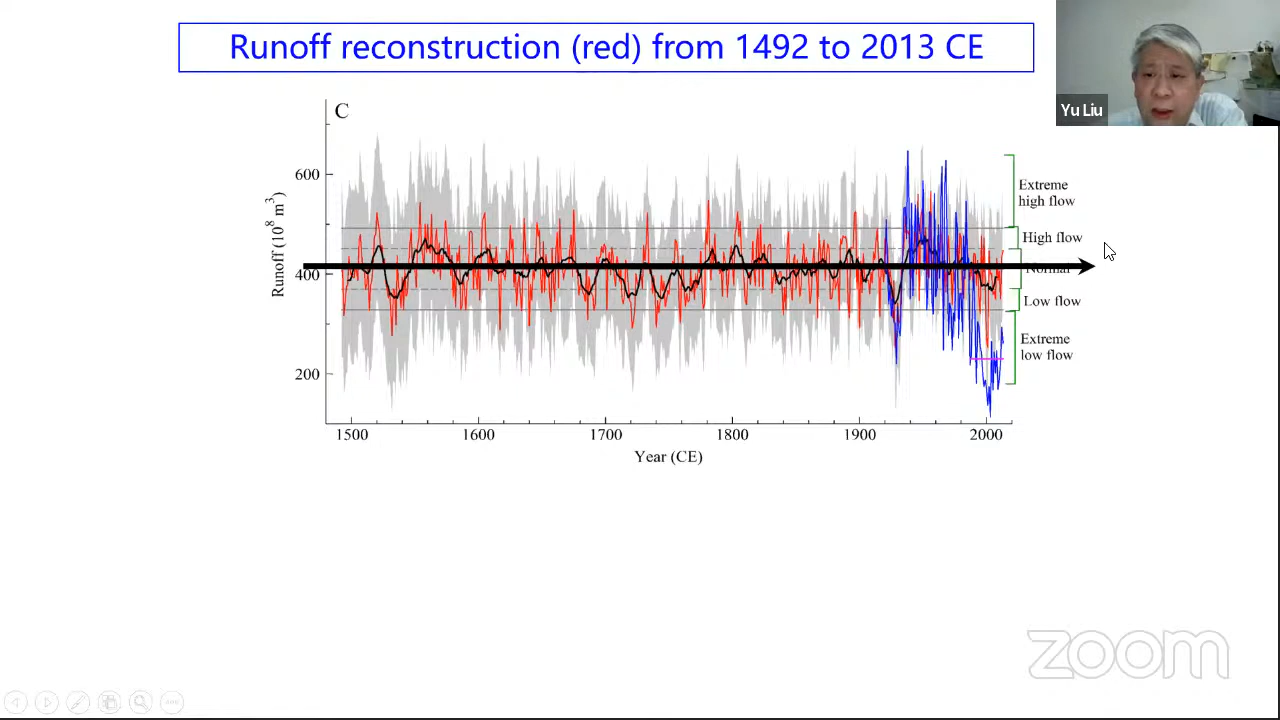 Runoff reconstruction (red) from 1492 to 2013 CE
Yu Liu
C
600
400
200
Runoff (10⁸ m³)
Extreme
high flow
High flow
Normal
Low flow
Extreme
low flow
1500 1600 1700 1800 1900 2000
Year (CE)
zoom